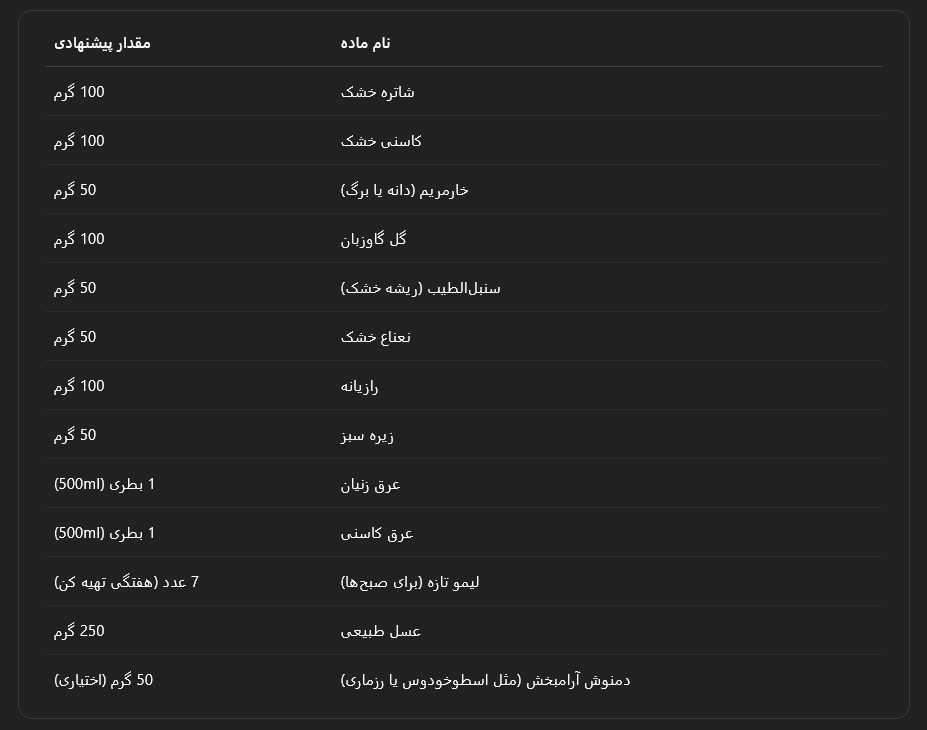 نام ماده	مقدار پیشنهادی
شاتره خشک	100 گرم
کاسنی خشک	100 گرم
خارمریم (دانه یا برگ)	50 گرم
گل گاوزبان	100 گرم
سنبل‌الطیب (ریشه خشک)	50 گرم
نعناع خشک	50 گرم
رازیانه	100 گرم
زیره سبز	50 گرم
عرق زنیان	1 بطری (500ml)
عرق کاسنی	1 بطری (500ml)
لیمو تازه (برای صبح‌ها)	7 عدد (هفتگی تهیه کن)
عسل طبیعی	250 گرم
دمنوش آرامبخش (مثل اسطوخودوس یا رزماری)	50 گرم (اختیاری)